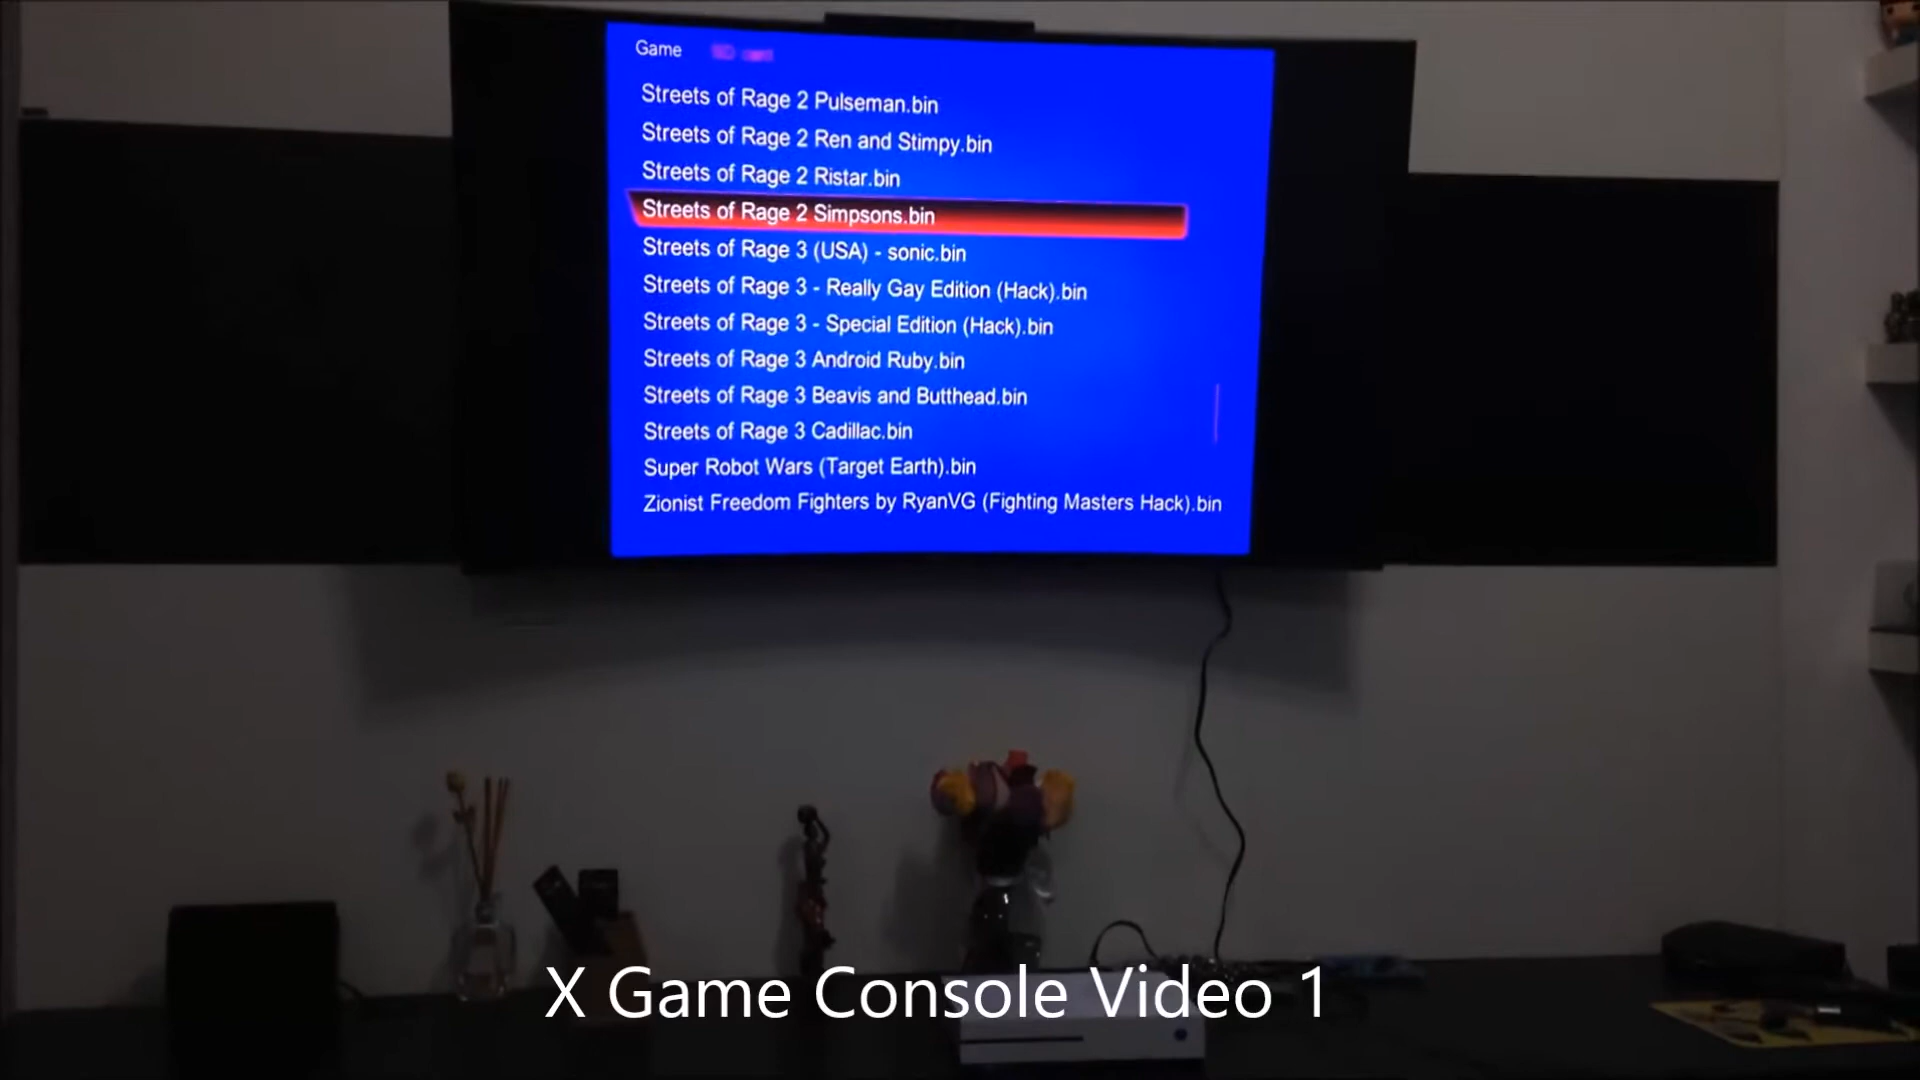 Game SD card
Streets of Rage 2 Pulseman.bin
Streets of Rage 2 Ren and Stimpy.bin
Streets of Rage 2 Ristar.bin
Streets of Rage 2 Simpsons.bin
Streets of Rage 3 (USA) - sonic.bin
Streets of Rage 3 - Really Gay Edition (Hack).bin
Streets of Rage 3 - Special Edition (Hack).bin
Streets of Rage 3 Android Ruby.bin
Streets of Rage 3 Beavis and Butthead.bin
Streets of Rage 3 Cadillac.bin
Super Robot Wars (Target Earth).bin
Zionist Freedom Fighters by RyanVG (Fighting Masters Hack).bin
X Game Console Video 1